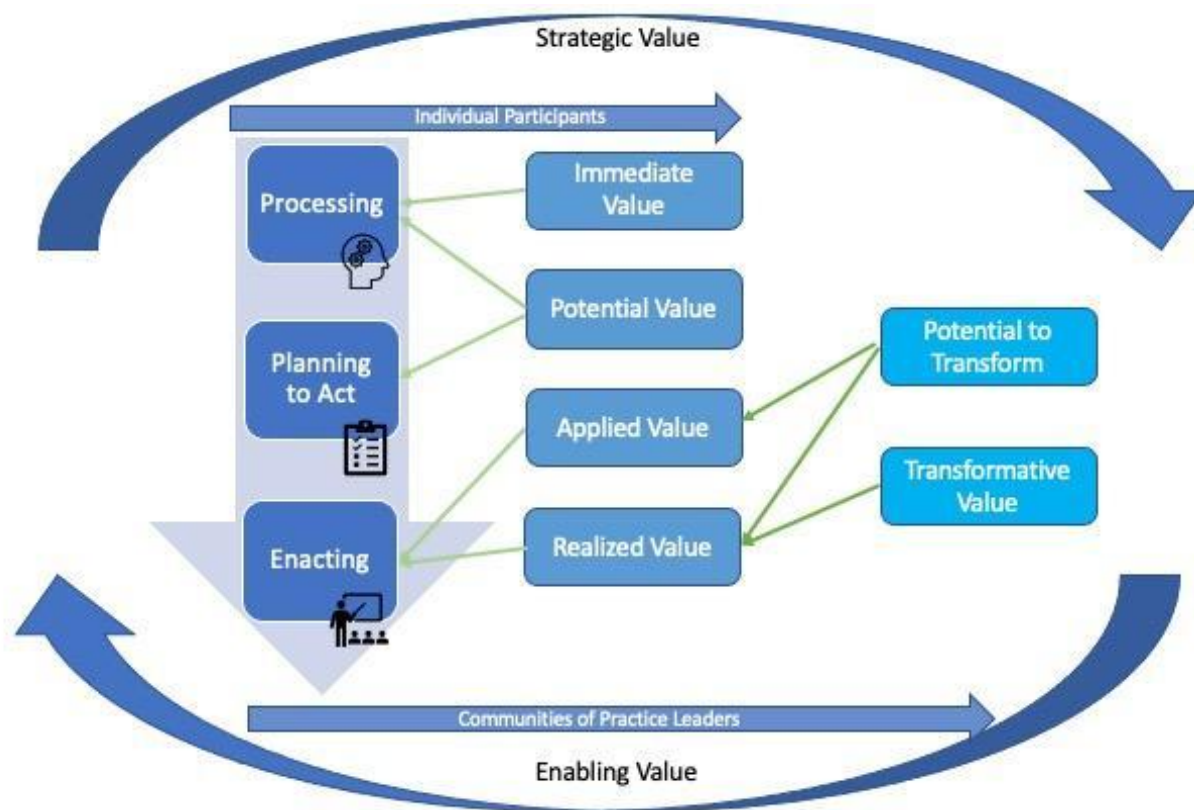 Strategic Value
Individual Participants
Processing
Immediate
Value
Potential Value
Planning
to Act
Potential to
Transform
Applied Value
Transformative
Value
Enacting
Realized Value
Communities of Practice Leaders
Enabling Value